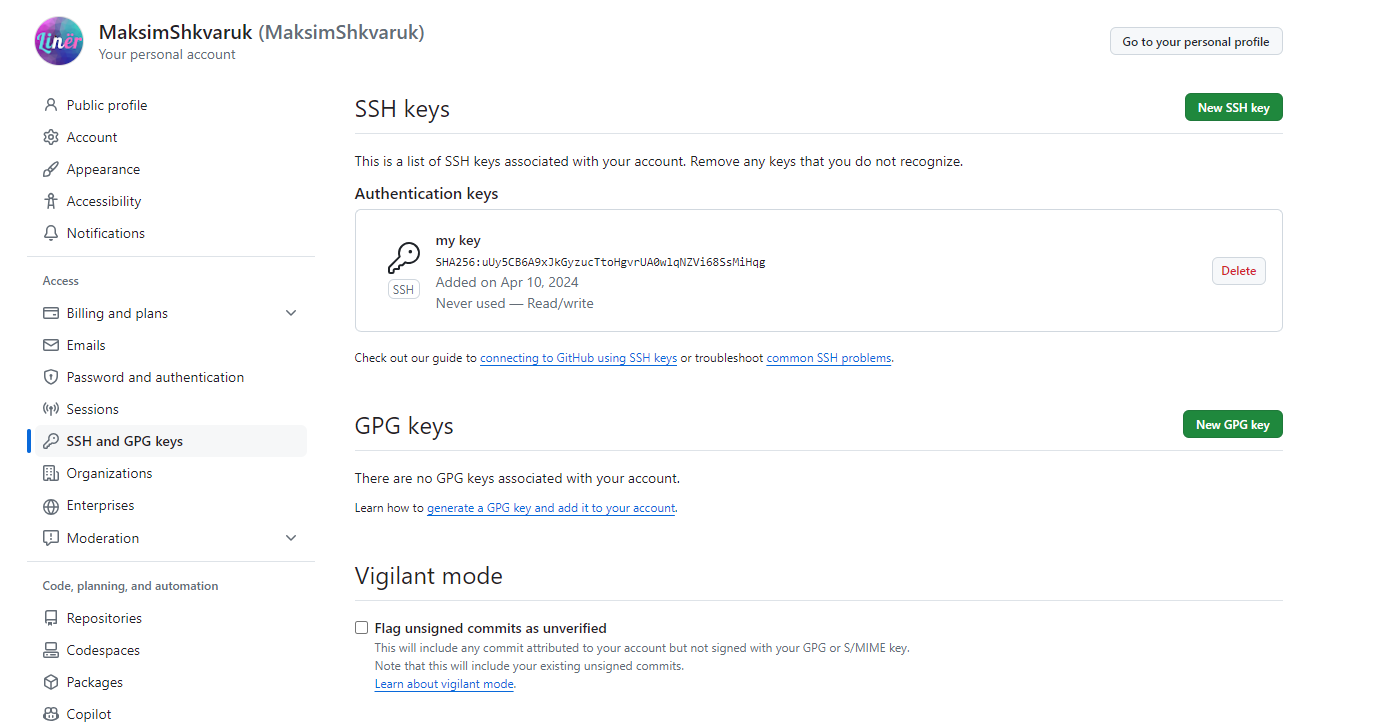 Linër
MaksimShkvaruk (MaksimShkvaruk)
Your personal account
Go to your personal profile
Public profile
Account
Appearance
Accessibility
Notifications
Access
Billing and plans
Emails
Password and authentication
Sessions
SSH and GPG keys
Organizations
Enterprises
Moderation
Code, planning, and automation
Repositories
Codespaces
Packages
Copilot
SSH keys
New SSH key
This is a list of SSH keys associated with your account. Remove any keys that you do not recognize.
Authentication keys
my key
SHA256:uUy5CB6A9xJkGyzucTtoHgvrUA0wlqNZVi68SsMiHqg
SSH
Added on Apr 10, 2024
Never used — Read/write
Delete
Check out our guide to connecting to GitHub using SSH keys or troubleshoot common SSH problems.
GPG keys
New GPG key
There are no GPG keys associated with your account.
Learn how to generate a GPG key and add it to your account.
Vigilant mode
Flag unsigned commits as unverified
This will include any commit attributed to your account but not signed with your GPG or S/MIME key.
Note that this will include your existing unsigned commits.
Learn about vigilant mode.